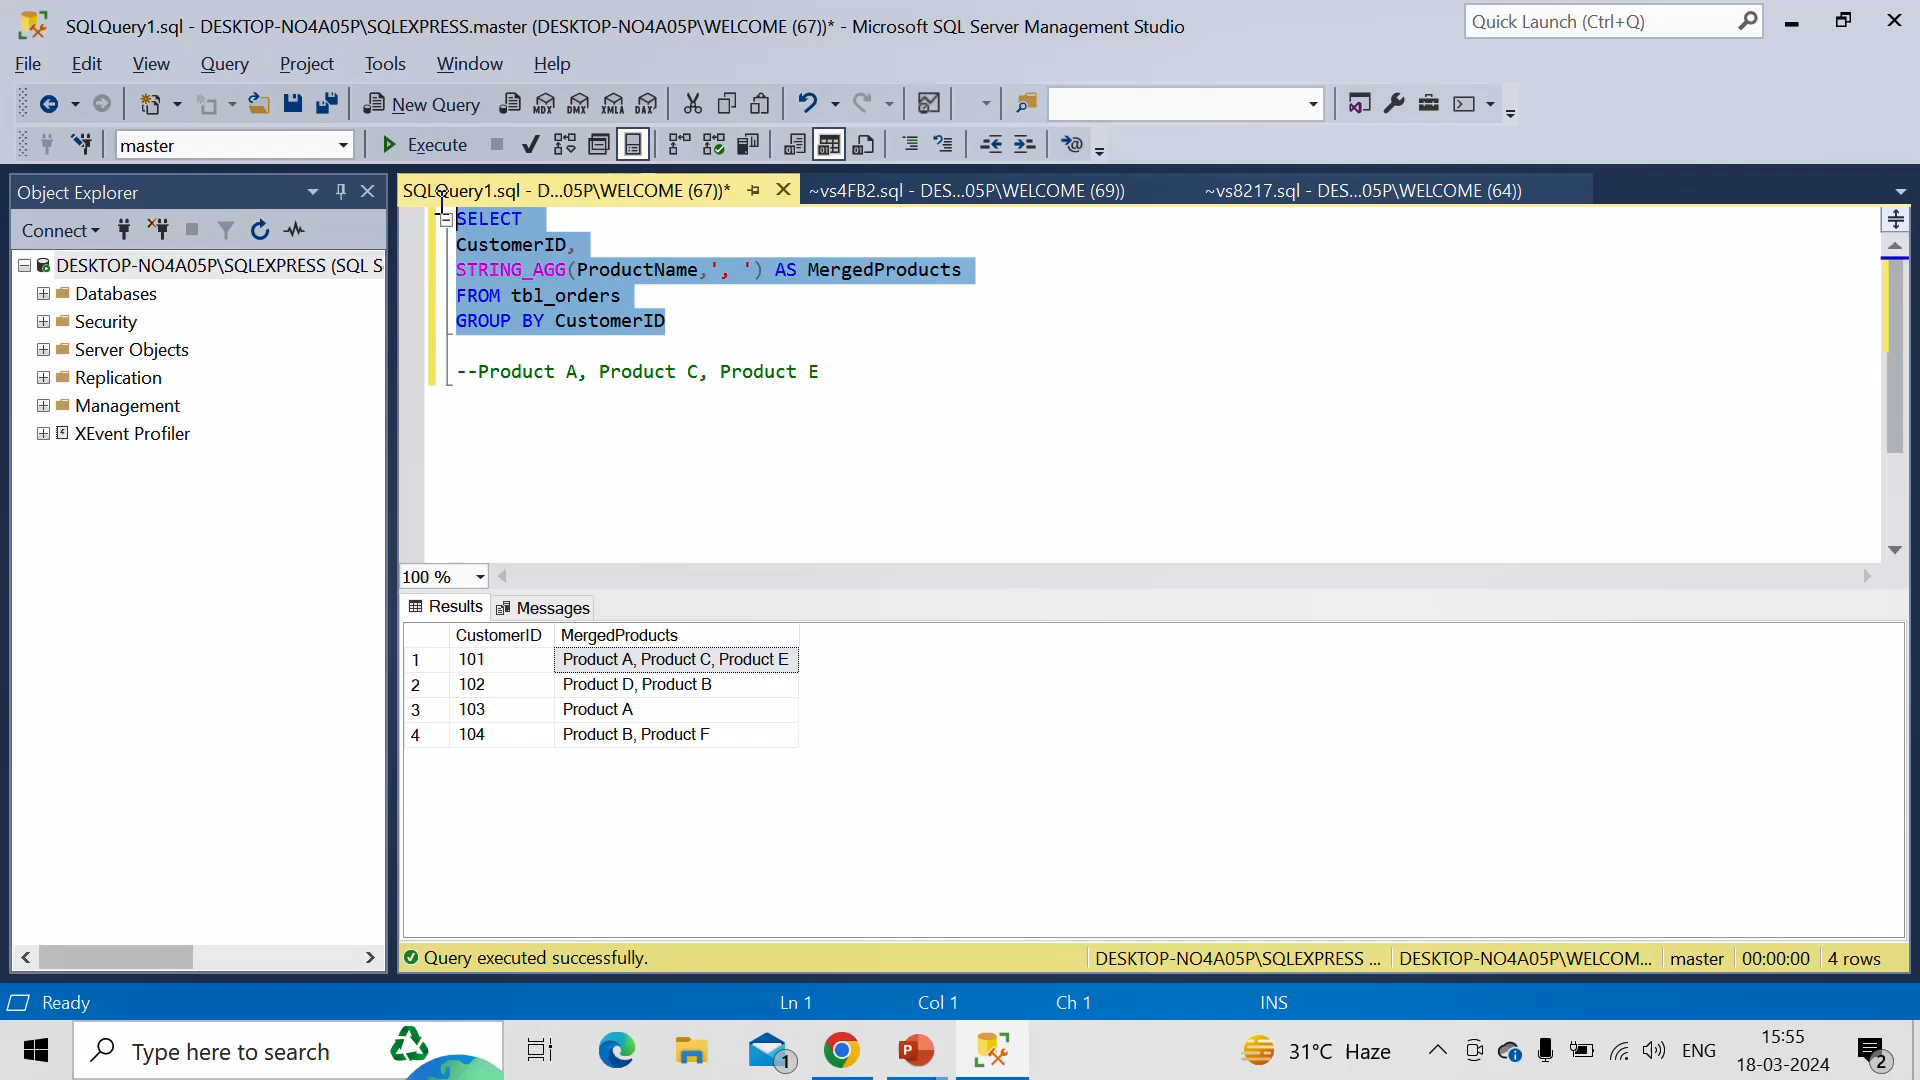 SQLQuery1.sql - DESKTOP-NO4A05P\SQLEXPRESS.master (DESKTOP-NO4A05P\WELCOME (67))* - Microsoft SQL Server Management Studio
Quick Launch (Ctrl+Q)
File Edit View Query Project Tools Window Help
New Query MDX DMX XMLA DAX
master Execute
Object Explorer
SQLQuery1.sql - D...05P\WELCOME (67))* ~vs4FB2.sql - DES...05P\WELCOME (69)) ~vs8217.sql - DES...05P\WELCOME (64))
Connect
DESKTOP-NO4A05P\SQLEXPRESS (SQL S
Databases
Security
Server Objects
Replication
Management
XEvent Profiler
SELECT
CustomerID,
STRING_AGG(ProductName,', ') AS MergedProducts
FROM tbl_orders
GROUP BY CustomerID
--Product A, Product C, Product E
100 %
Results Messages
CustomerID MergedProducts
1 101 Product A, Product C, Product E
2 102 Product D, Product B
3 103 Product A
4 104 Product B, Product F
Query executed successfully. DESKTOP-NO4A05P\SQLEXPRESS ... DESKTOP-NO4A05P\WELCOM... master 00:00:00 4 rows
Ready Ln 1 Col 1 Ch 1 INS
Type here to search 1 31°C Haze ENG 15:55
18-03-2024 2